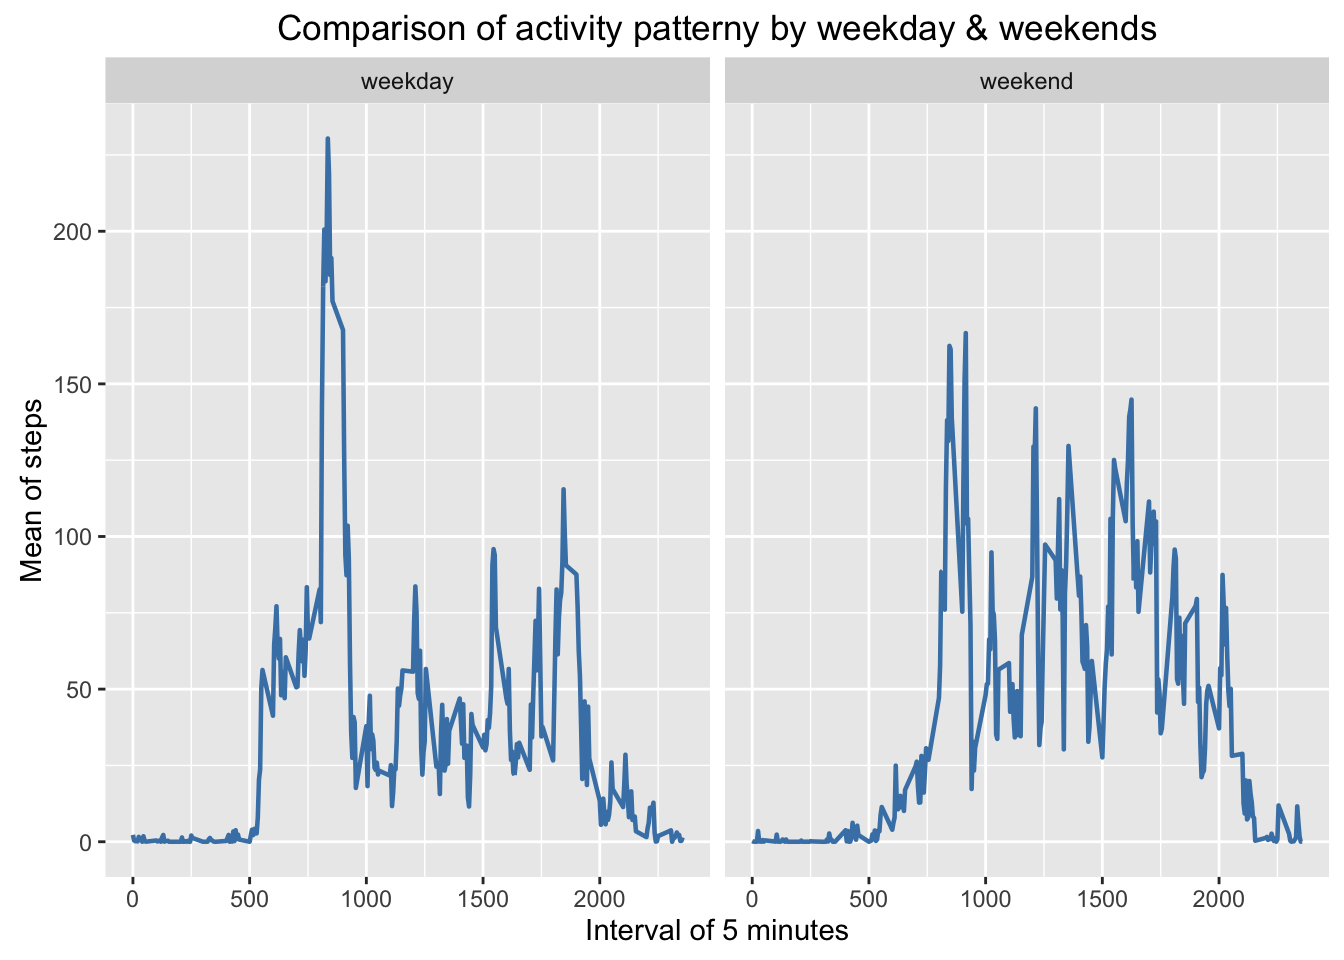 Comparison of activity patterny by weekday & weekends
weekday
weekend
Mean of steps
200
150
100
50
0
0 500 1000 1500 2000
0 500 1000 1500 2000
Interval of 5 minutes